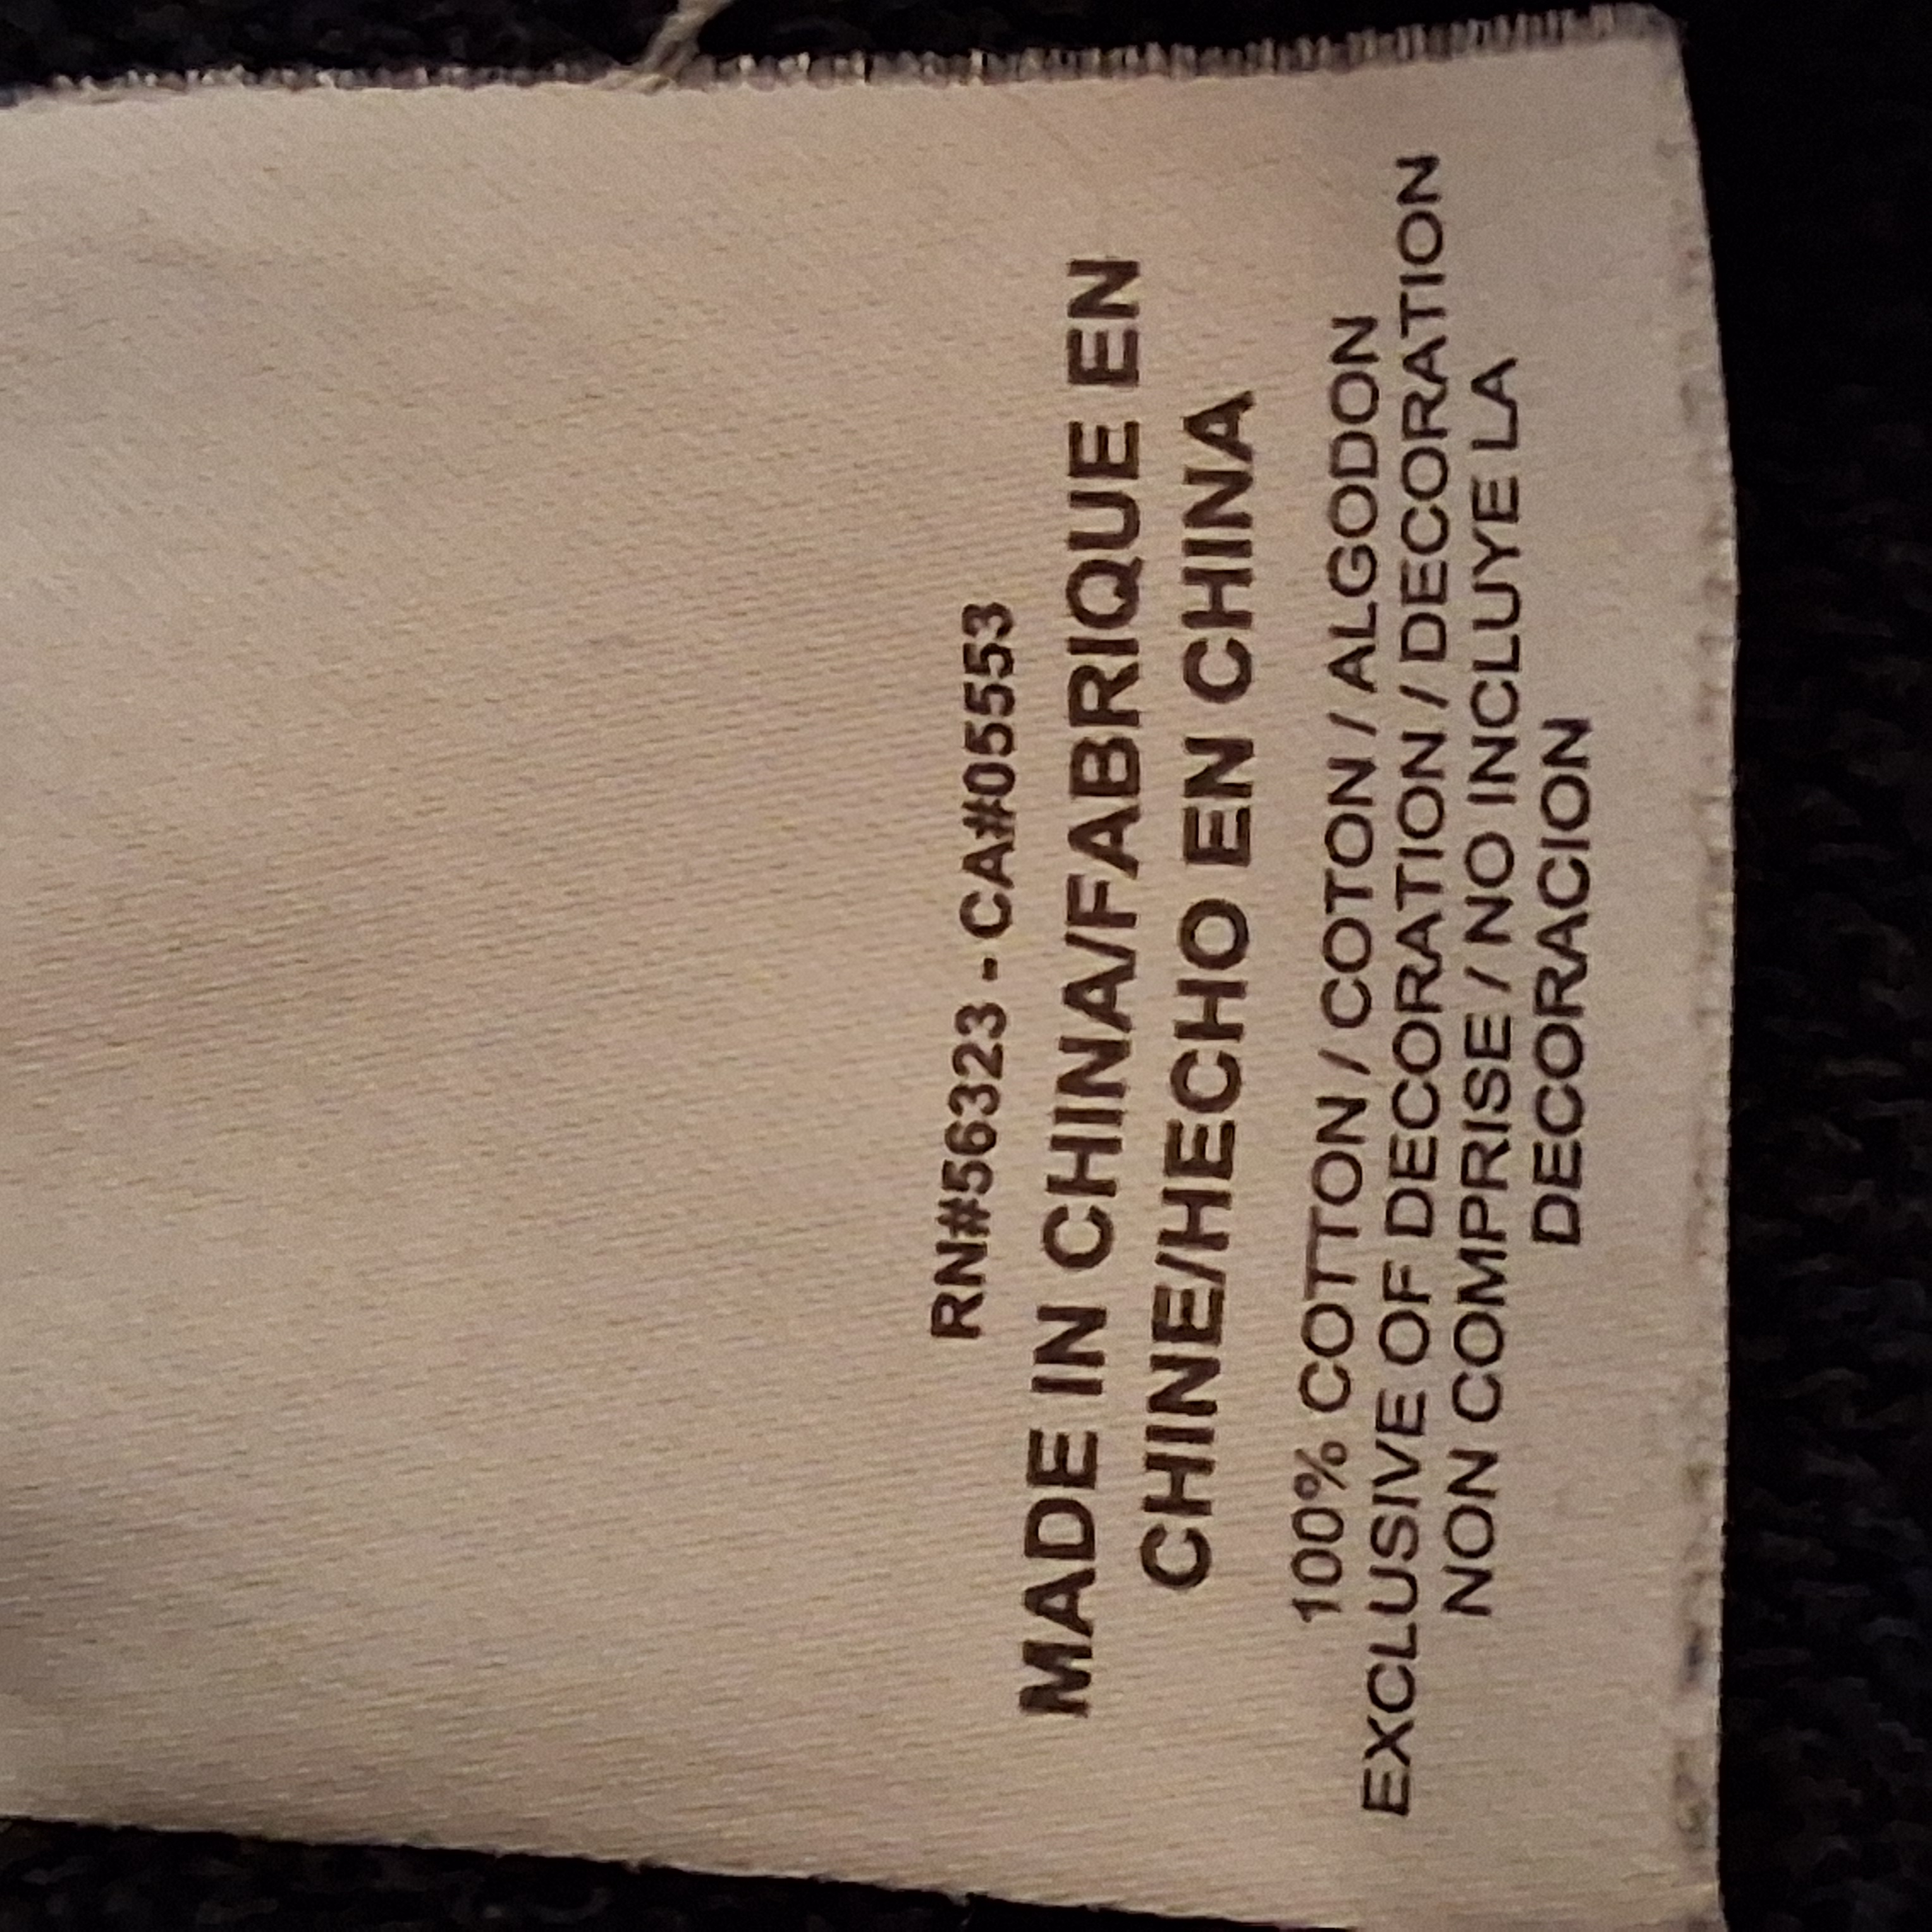 RN#56323 - CA#05553
MADE IN CHINA/FABRIQUE EN
CHINE/HECHO EN CHINA
100% COTTON / COTON / ALGODON
EXCLUSIVE OF DECORATION / DECORATION
NON COMPRISE / NO INCLUYE LA
DECORACION